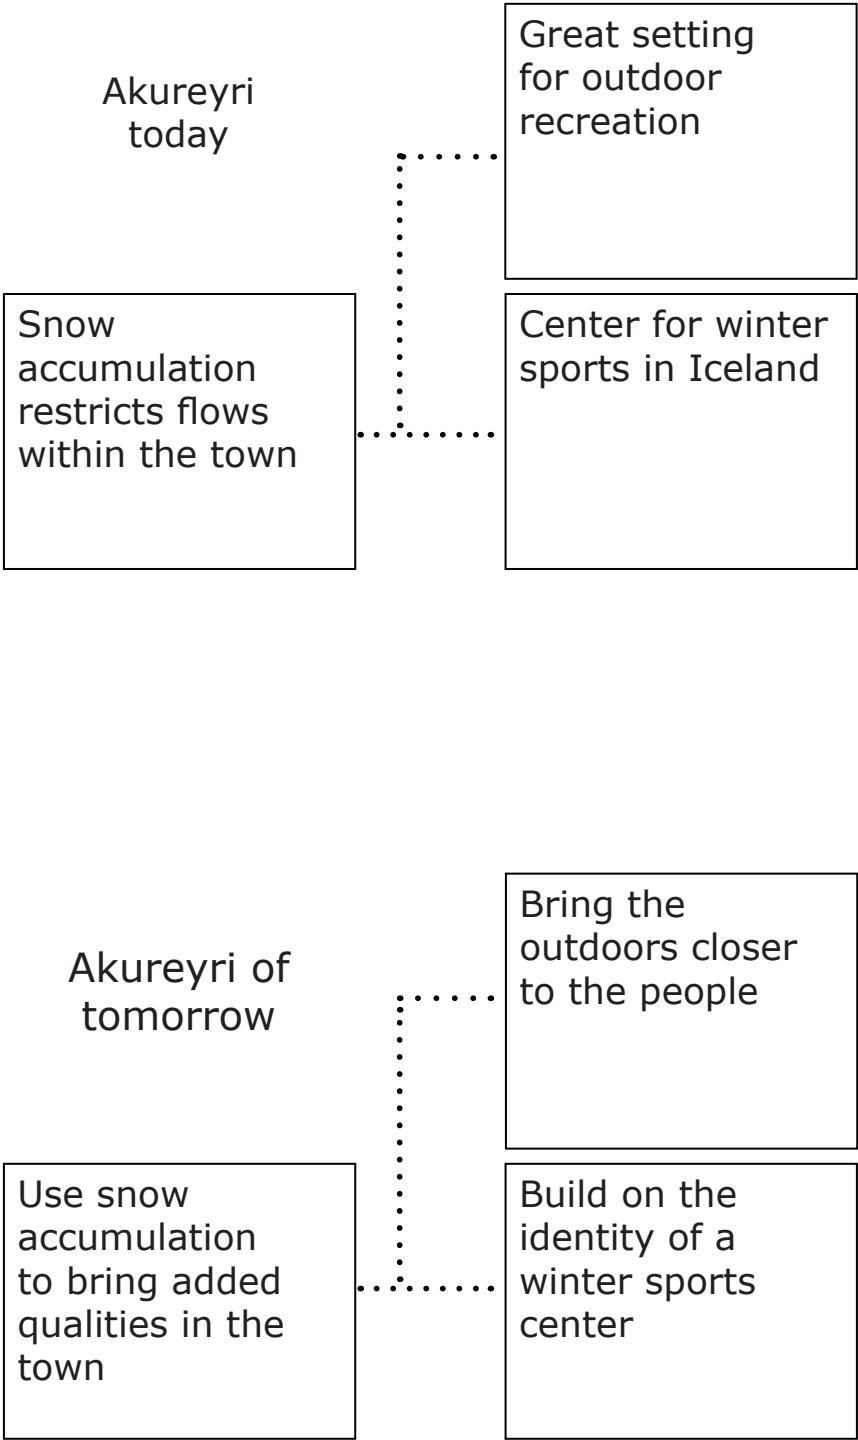 Akureyri
today
Great setting
for outdoor
recreation
Snow
accumulation
restricts flows
within the town
Center for winter
sports in Iceland
Akureyri of
tomorrow
Bring the
outdoors closer
to the people
Use snow
accumulation
to bring added
qualities in the
town
Build on the
identity of a
winter sports
center